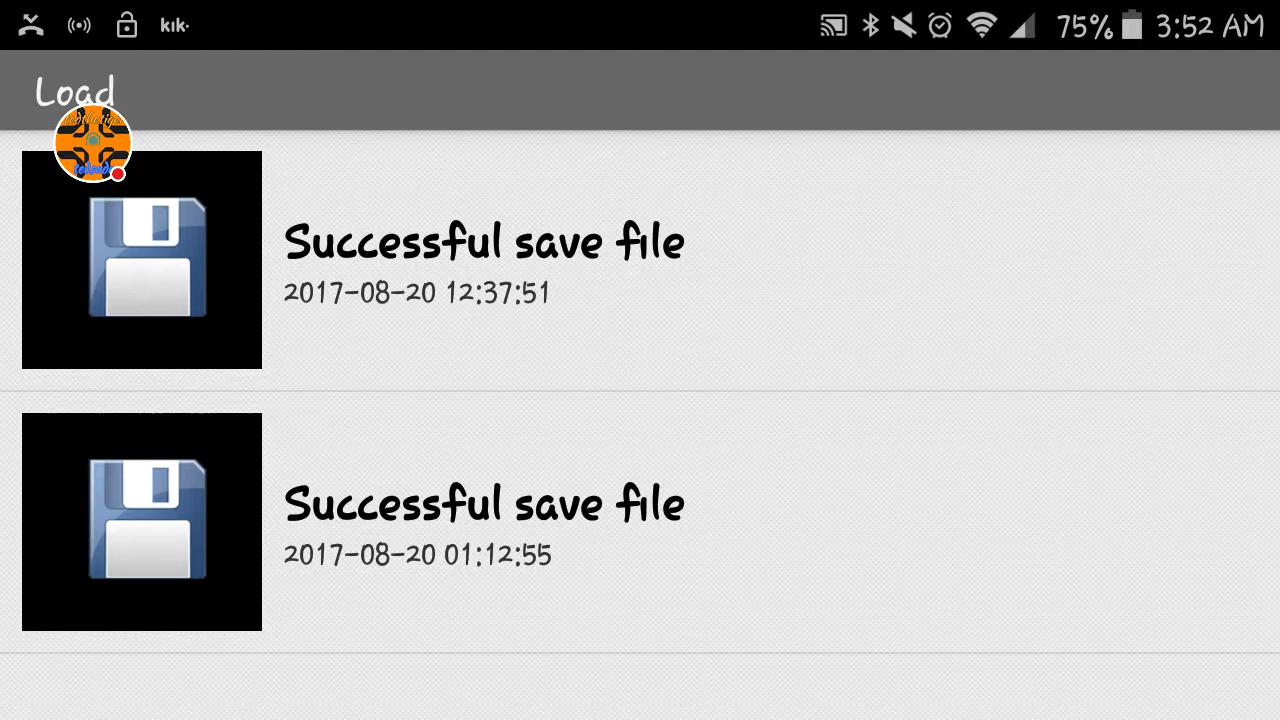 kik·
75%
3:52 AM
Load
Successful save file
2017-08-20 12:37:51
Successful save file
2017-08-20 01:12:55